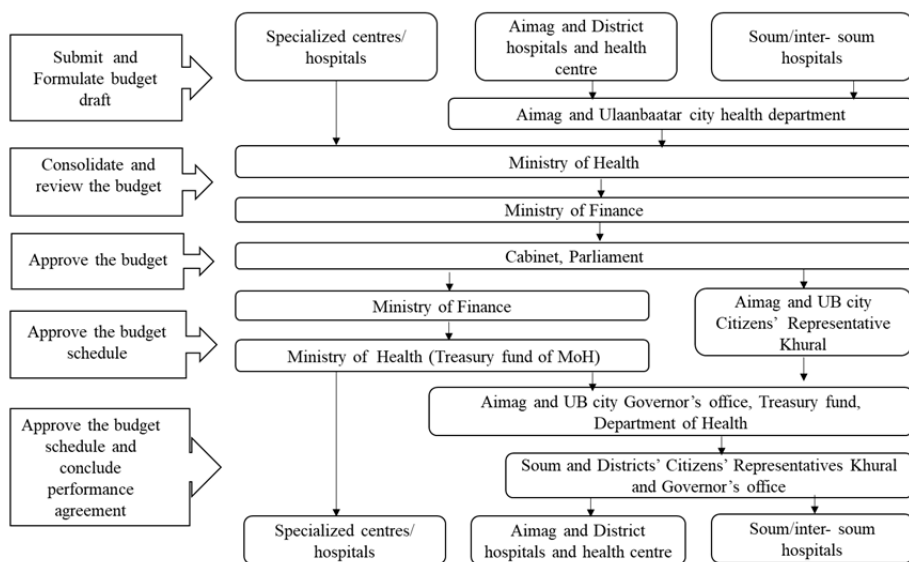 Submit and
Formulate budget
draft
Specialized centres/
hospitals
Aimag and District
hospitals and health
centre
Soum/inter- soum
hospitals
Aimag and Ulaanbaatar city health department
Consolidate and
review the budget
Ministry of Health
Ministry of Finance
Approve the budget
Cabinet, Parliament
Approve the budget
schedule
Ministry of Finance
Aimag and UB city
Citizens’ Representative
Khural
Ministry of Health (Treasury fund of MoH)
Approve the budget
schedule and
conclude
performance
agreement
Aimag and UB city Governor’s office, Treasury fund,
Department of Health
Soum and Districts’ Citizens’ Representatives Khural
and Governor’s office
Specialized centres/
hospitals
Aimag and District
hospitals and health centre
Soum/inter- soum
hospitals